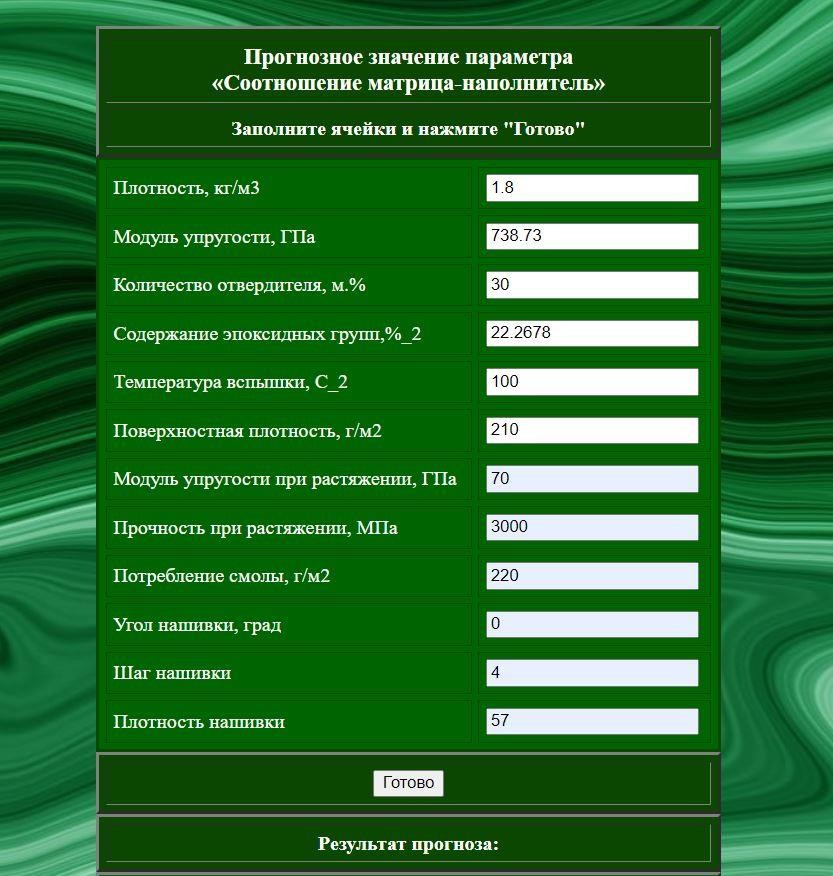 Прогнозное значение параметра
«Соотношение матрица-наполнитель»
Заполните ячейки и нажмите "Готово"
Плотность, кг/м3 1.8
Модуль упругости, ГПа 738.73
Количество отвердителя, м.% 30
Содержание эпоксидных групп,%_2 22.2678
Температура вспышки, С_2 100
Поверхностная плотность, г/м2 210
Модуль упругости при растяжении, ГПа 70
Прочность при растяжении, МПа 3000
Потребление смолы, г/м2 220
Угол нашивки, град 0
Шаг нашивки 4
Плотность нашивки 57
Готово
Результат прогноза: